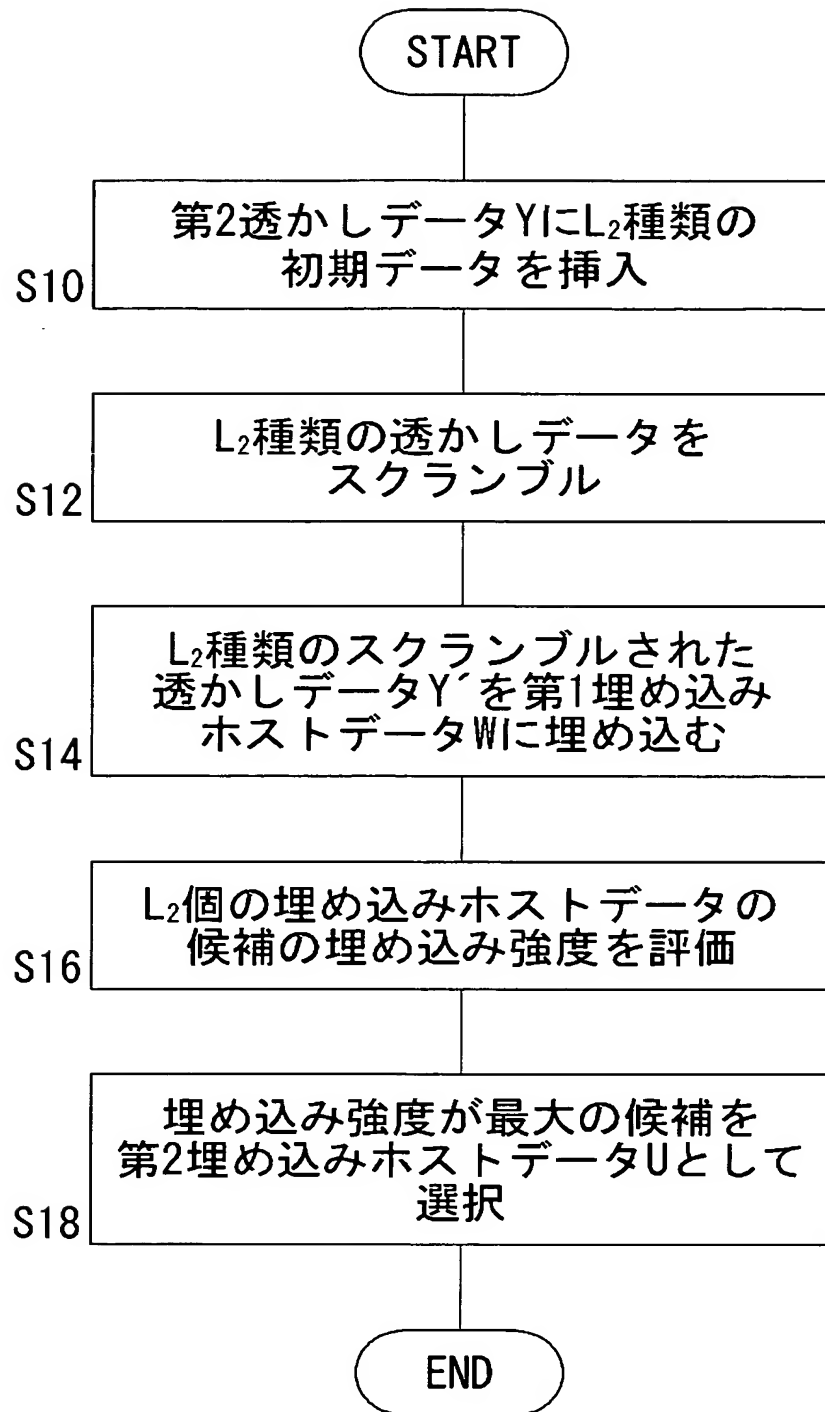 START
第2透かしデータYにL₂種類の
初期データを挿入
S10
L₂種類の透かしデータを
スクランブル
S12
L₂種類のスクランブルされた
透かしデータY´を第1埋め込み
ホストデータWに埋め込む
S14
L₂個の埋め込みホストデータの
候補の埋め込み強度を評価
S16
埋め込み強度が最大の候補を
第2埋め込みホストデータUとして
選択
S18
END